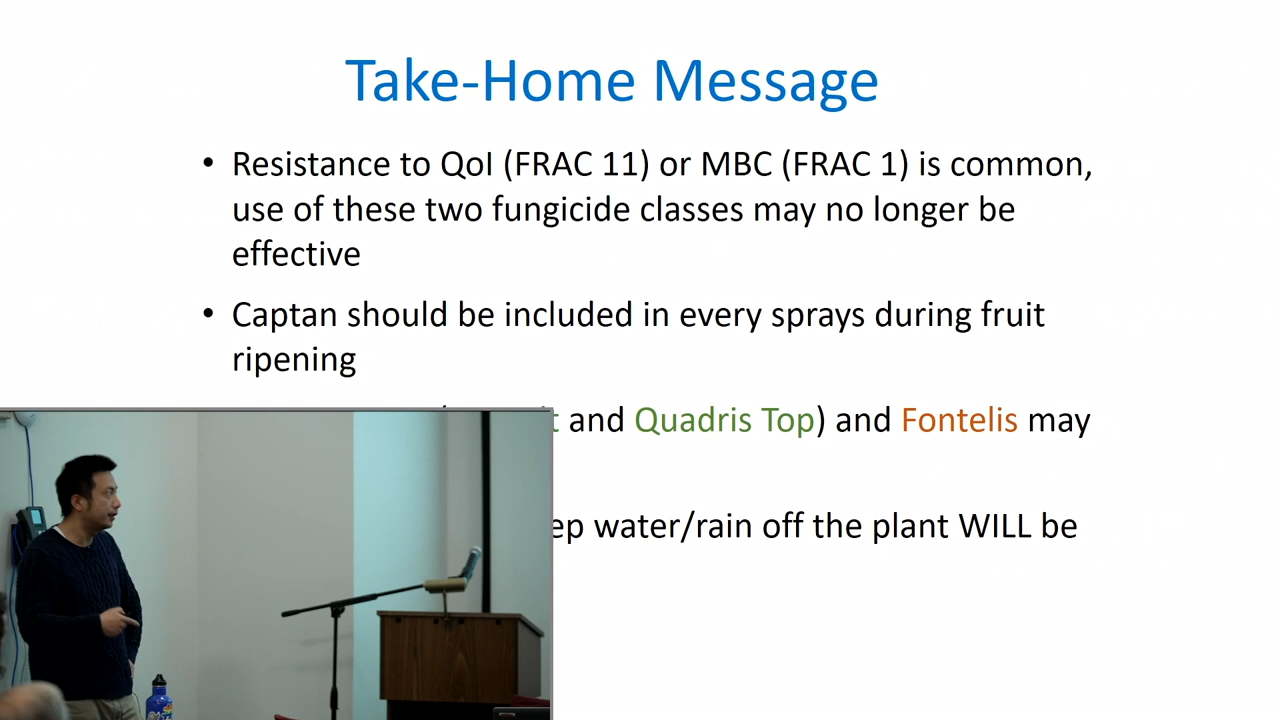 Take-Home Message
• Resistance to QoI (FRAC 11) or MBC (FRAC 1) is common,
use of these two fungicide classes may no longer be
effective
• Captan should be included in every sprays during fruit
ripening
and Quadris Top) and Fontelis may
water/rain off the plant WILL be